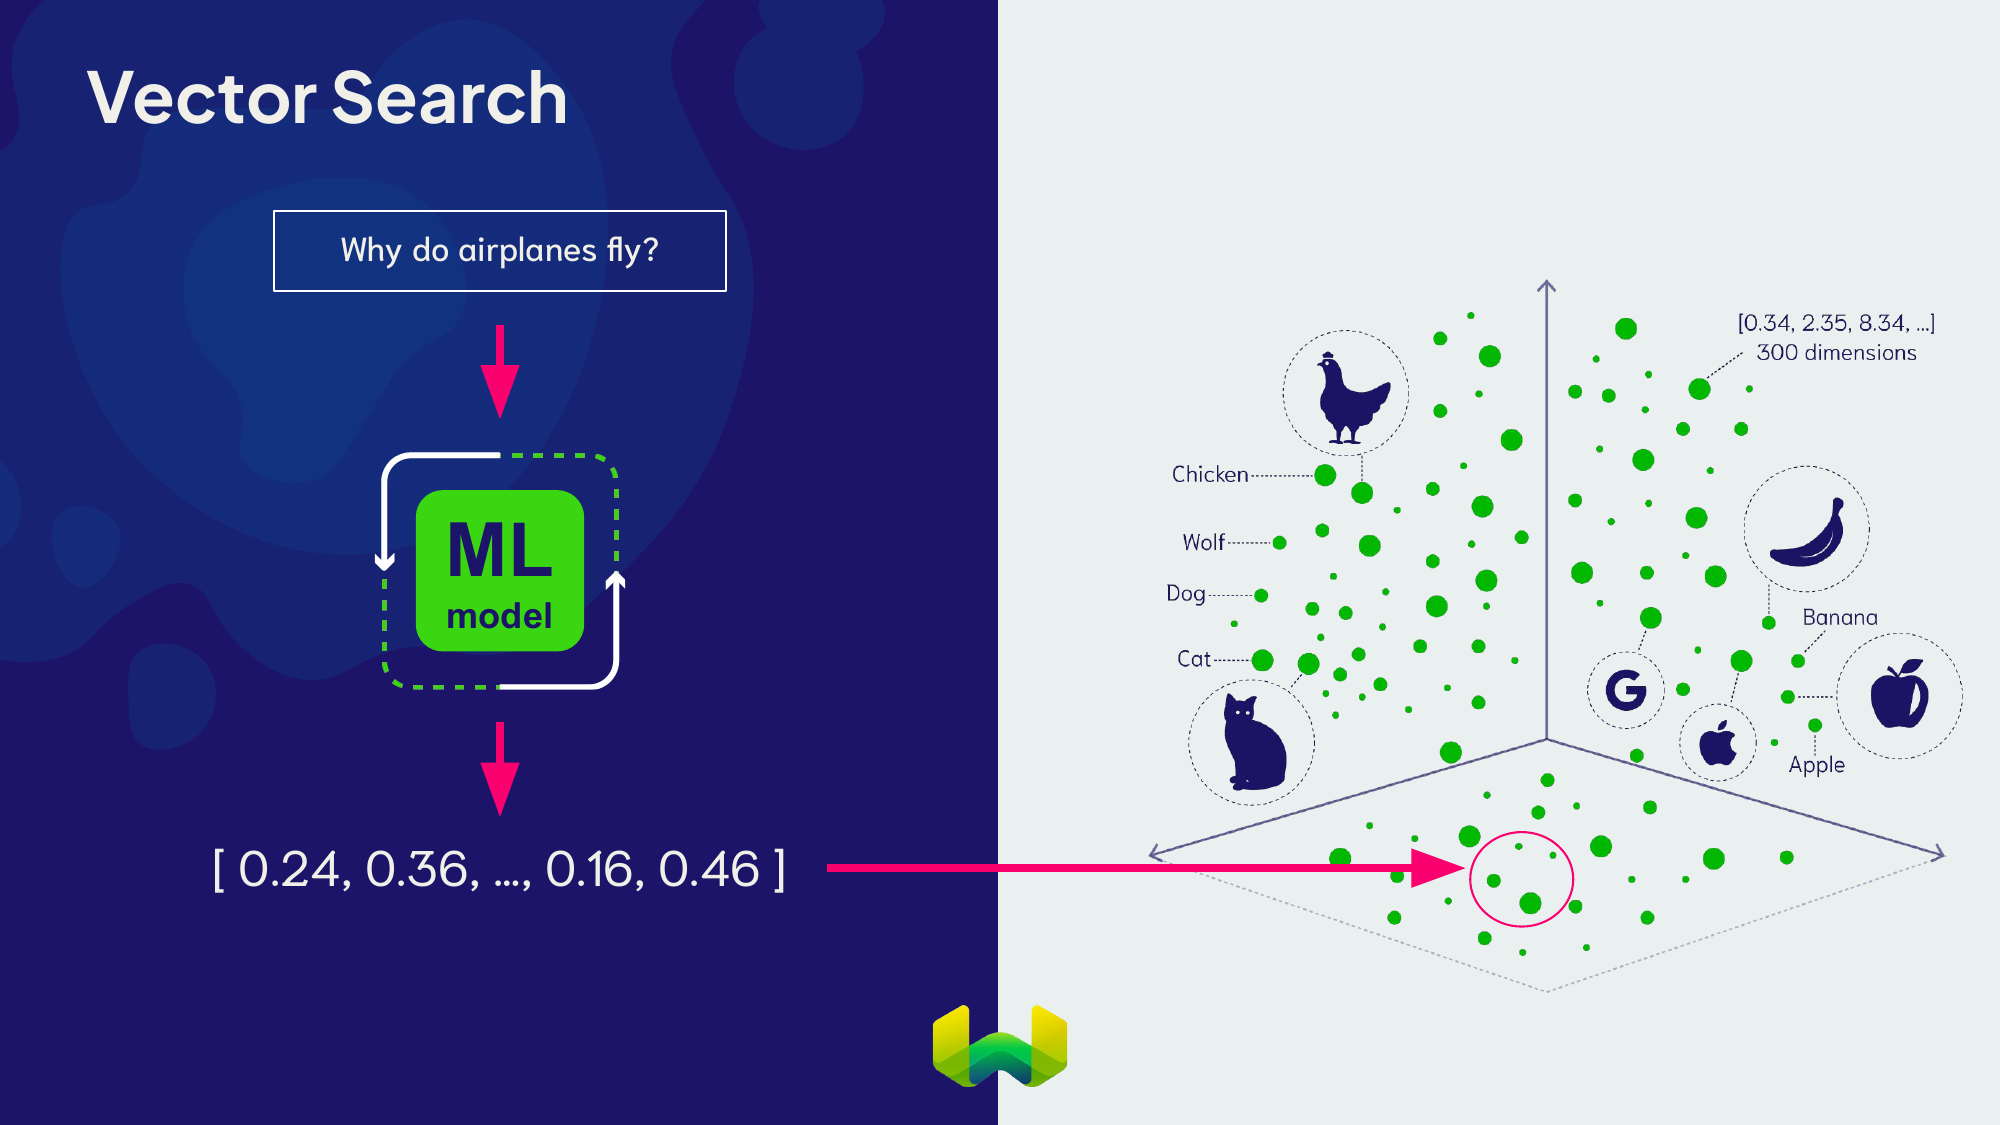 Vector Search
Why do airplanes fly?
ML
model
[ 0.24, 0.36, ..., 0.16, 0.46 ]
[0.34, 2.35, 8.34, ...]
300 dimensions
Chicken
Wolf
Dog
Cat
Banana
G
Apple